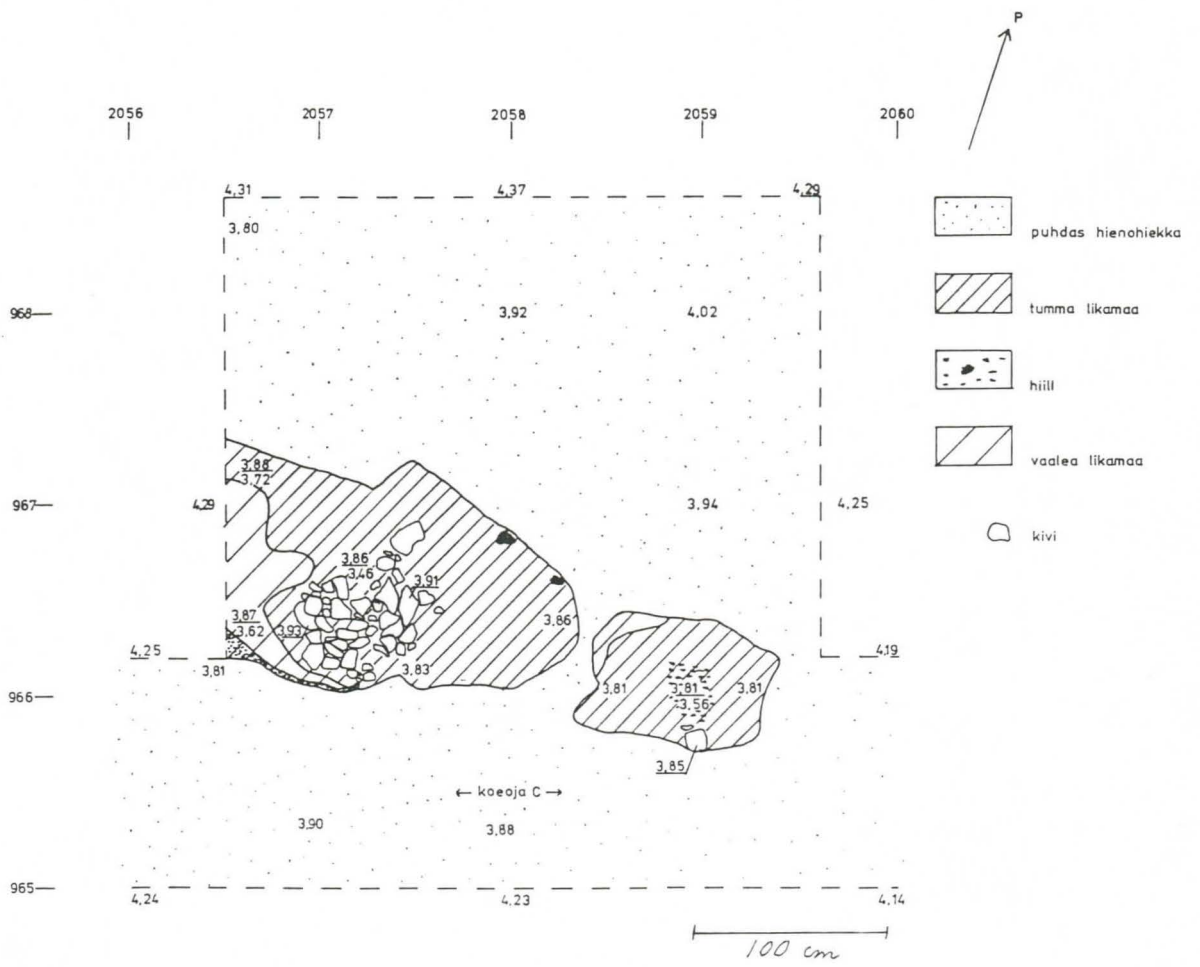 P
2056 2057 2058 2059 2060
4,31 4,37 4,29
3,80
puhdas hienohiekka
tumma likamaa
hiili
vaalea likamaa
kivi
968 3,92 4,02
3,88
3,72
967 4,29 3,94 4,25
3,86
3,46
3,91
3,87
3,62
3,93 3,86
4,25 4,19
3,81 3,83
966 3,81 3,81 3,81
3,56
3,85
← koeoja C →
3,90 3,88
965
4,24 4,23 4,14
100 cm